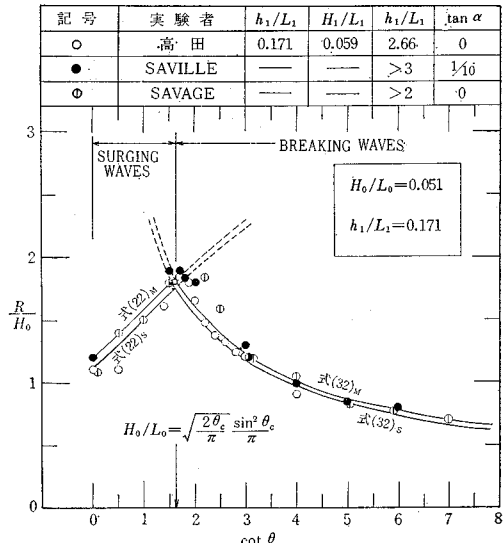 記号 実験者 h₁/L₁ H₁/L₁ h₁/L₁ tan α
○ 高田 0.171 0.059 2.66 0
● SAVILLE — — >3 1/10
⦶ SAVAGE — — >2 0
3
SURGING WAVES
BREAKING WAVES
H₀/L₀=0.051
h₁/L₁=0.171
2
R/H₀
式(22)M
式(22)S
1
式(32)M
式(32)S
H₀/L₀=√(2θc/π) sin²θc/π
0
0 1 2 3 4 5 6 7 8
cot θ